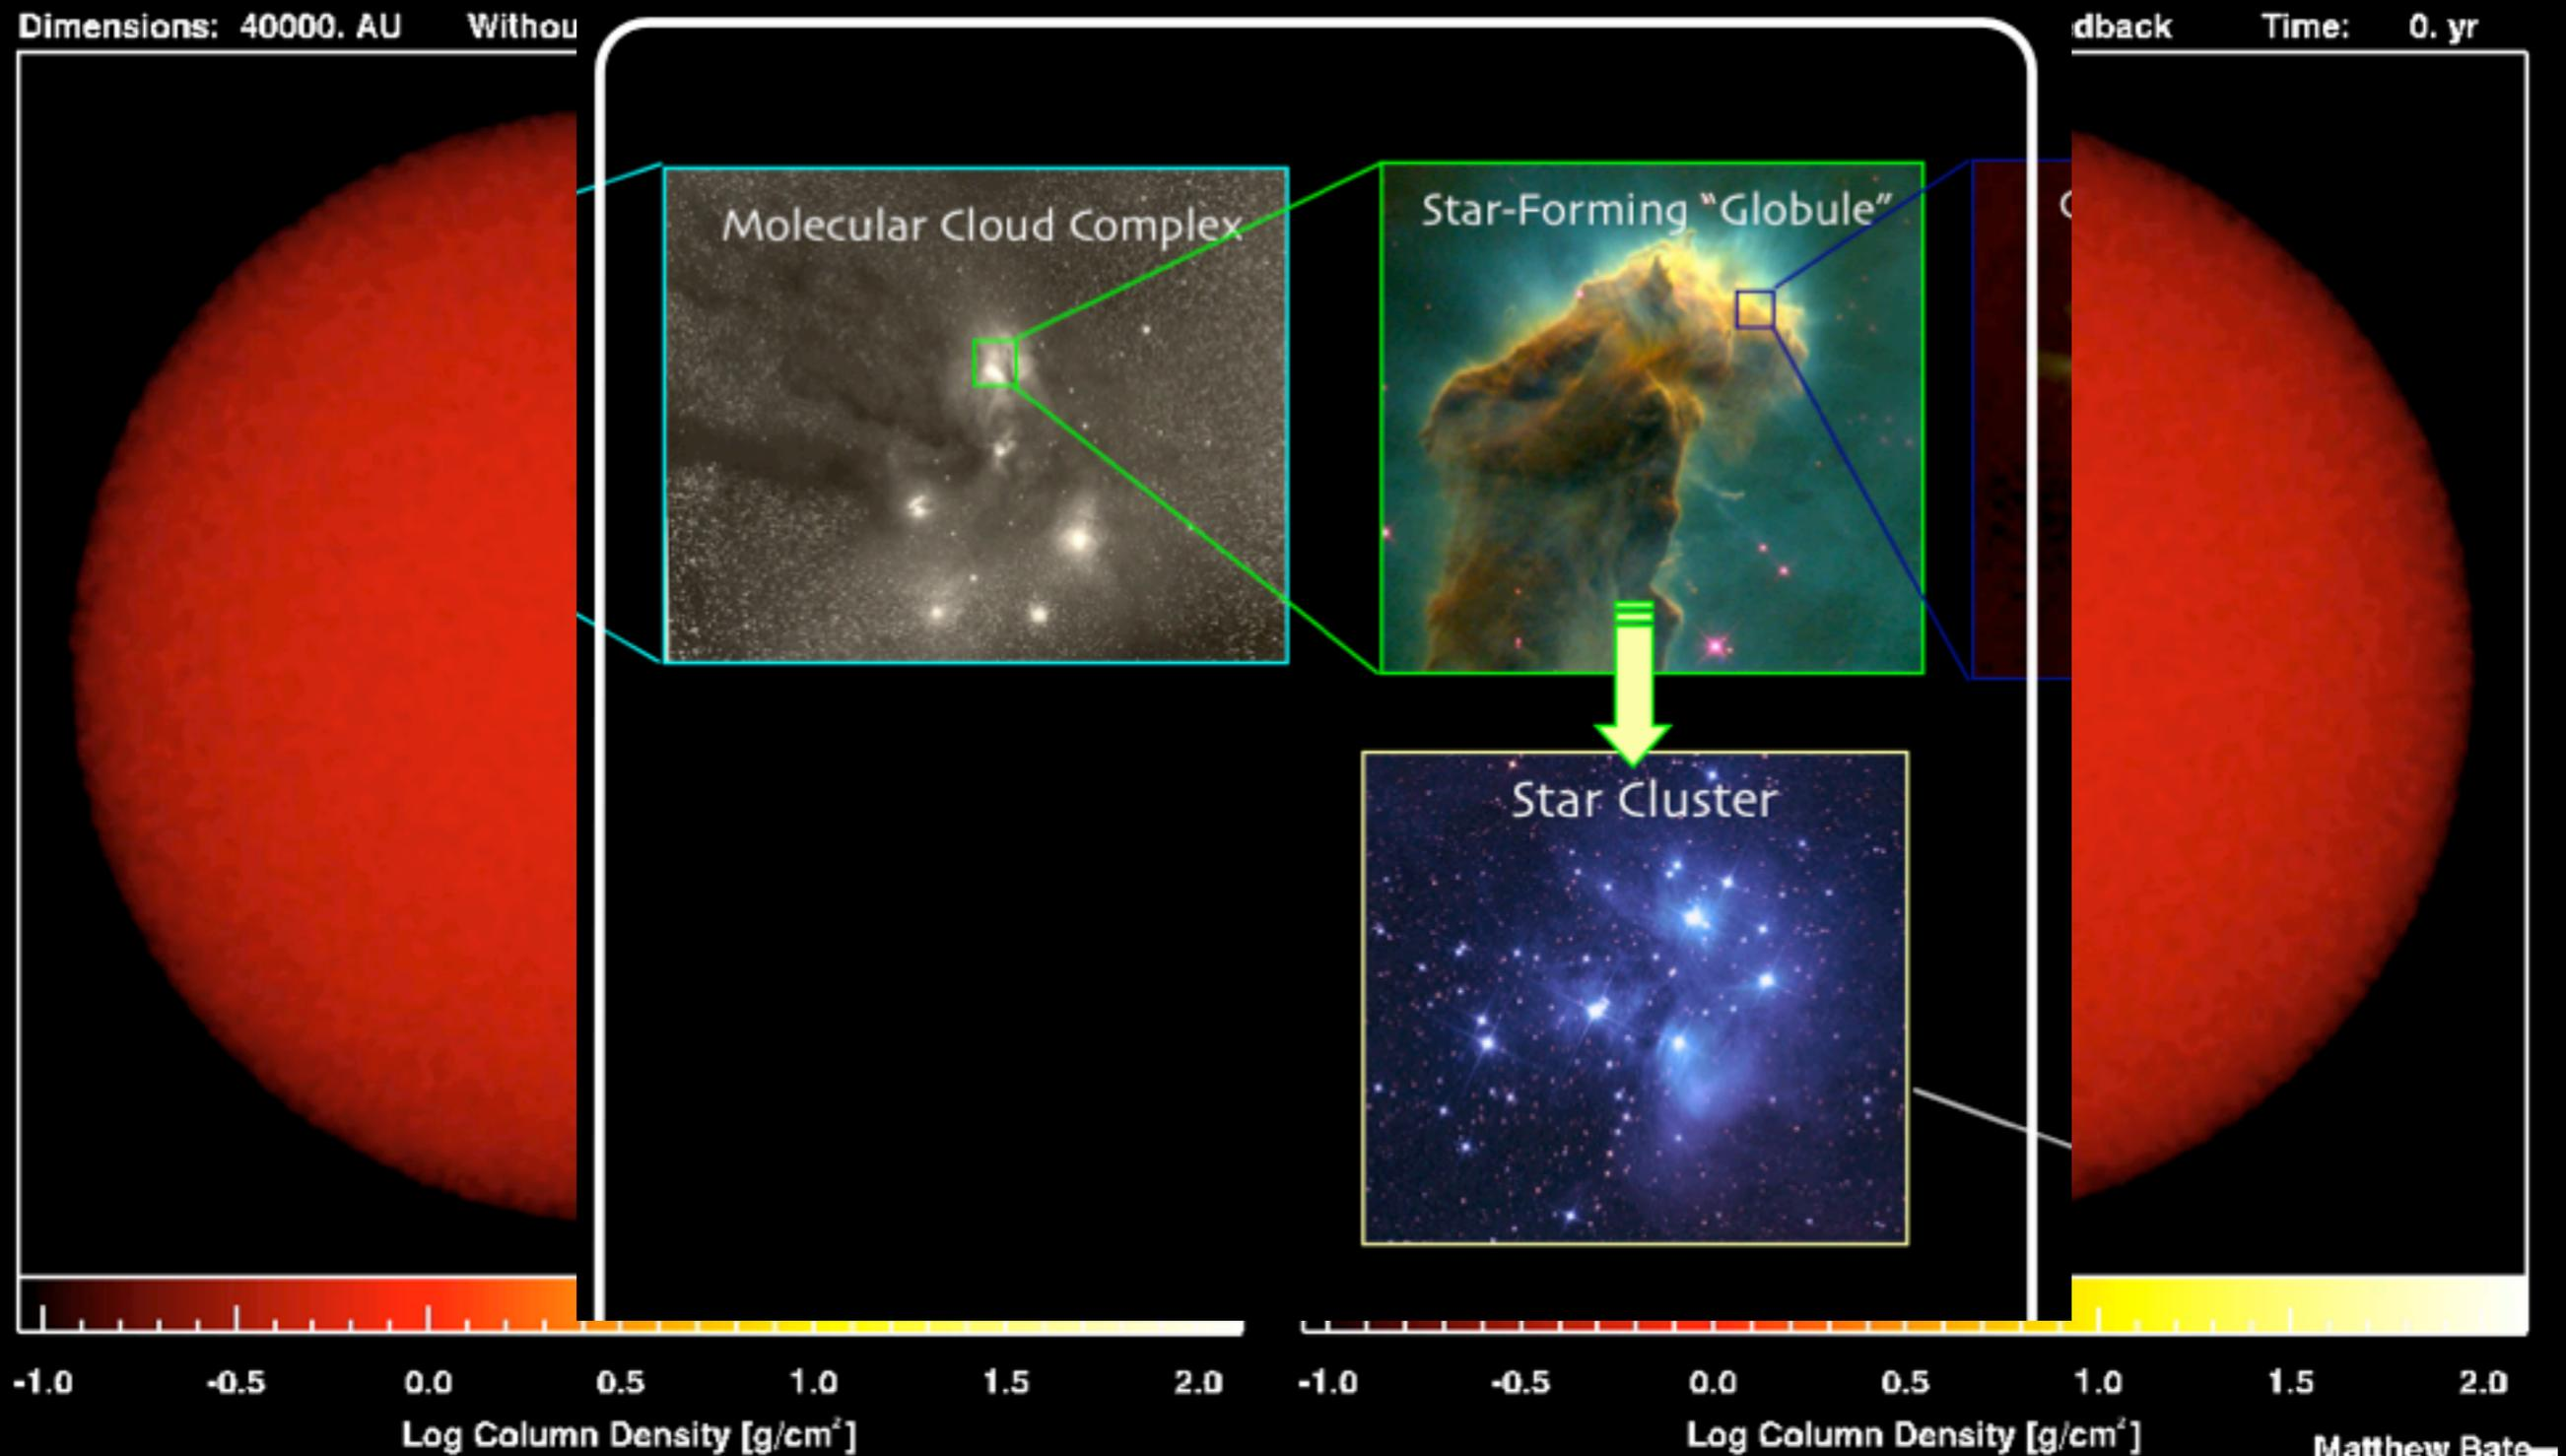 Dimensions: 40000. AU Withou
dback Time: 0. yr
Molecular Cloud Complex
Star-Forming “Globule”
Star Cluster
-1.0 -0.5 0.0 0.5 1.0 1.5 2.0
-1.0 -0.5 0.0 0.5 1.0 1.5 2.0
Log Column Density [g/cm²]
Log Column Density [g/cm²]
Matthew Bate